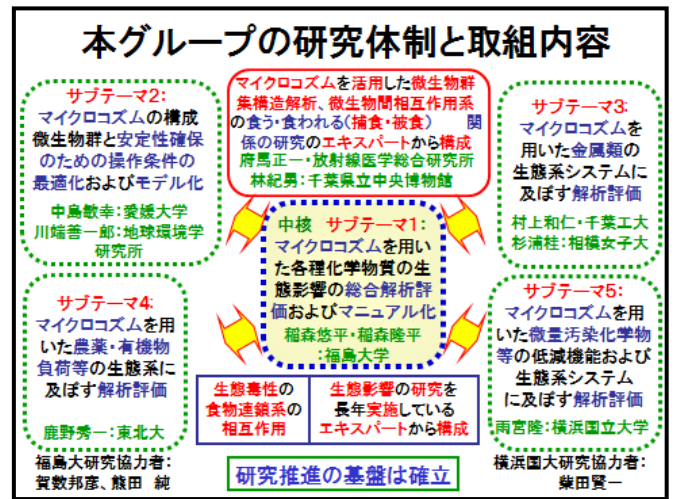 本グループの研究体制と取組内容
サブテーマ2:
マイクロコズムの構成
微生物群と安定性確保
のための操作条件の
最適化およびモデル化
中島敏幸:愛媛大学
川端善一郎:地球環境学
研究所
マイクロコズムを活用した微生物群
集構造解析、微生物間相互作用系
の食う・食われる(捕食・被食) 関
係の研究のエキスパートから構成
府馬正一・放射線医学総合研究所
林紀男:千葉県立中央博物館
サブテーマ3:
マイクロコズムを
用いた金属類の
生態系システムに
及ぼす解析評価
村上和仁・千葉工大
杉浦桂:相模女子大
中核 サブテーマ1:
マイクロコズムを用い
た各種化学物質の生
態影響の総合解析評
価およびマニュアル化
稲森悠平・稲森隆平
:福島大学
サブテーマ4:
マイクロコズムを用
いた農薬・有機物
負荷等の生態系に
及ぼす解析評価
鹿野秀一:東北大
サブテーマ5:
マイクロコズムを用
いた微量汚染化学物
等の低減機能および
生態系システム
に及ぼす解析評価
雨宮隆:横浜国立大学
生態毒性の
食物連鎖系の
相互作用
生態影響の研究を
長年実施している
エキスパートから構成
福島大研究協力者:
賀数邦彦、熊田 純
研究推進の基盤は確立
横浜国大研究協力者:
柴田賢一